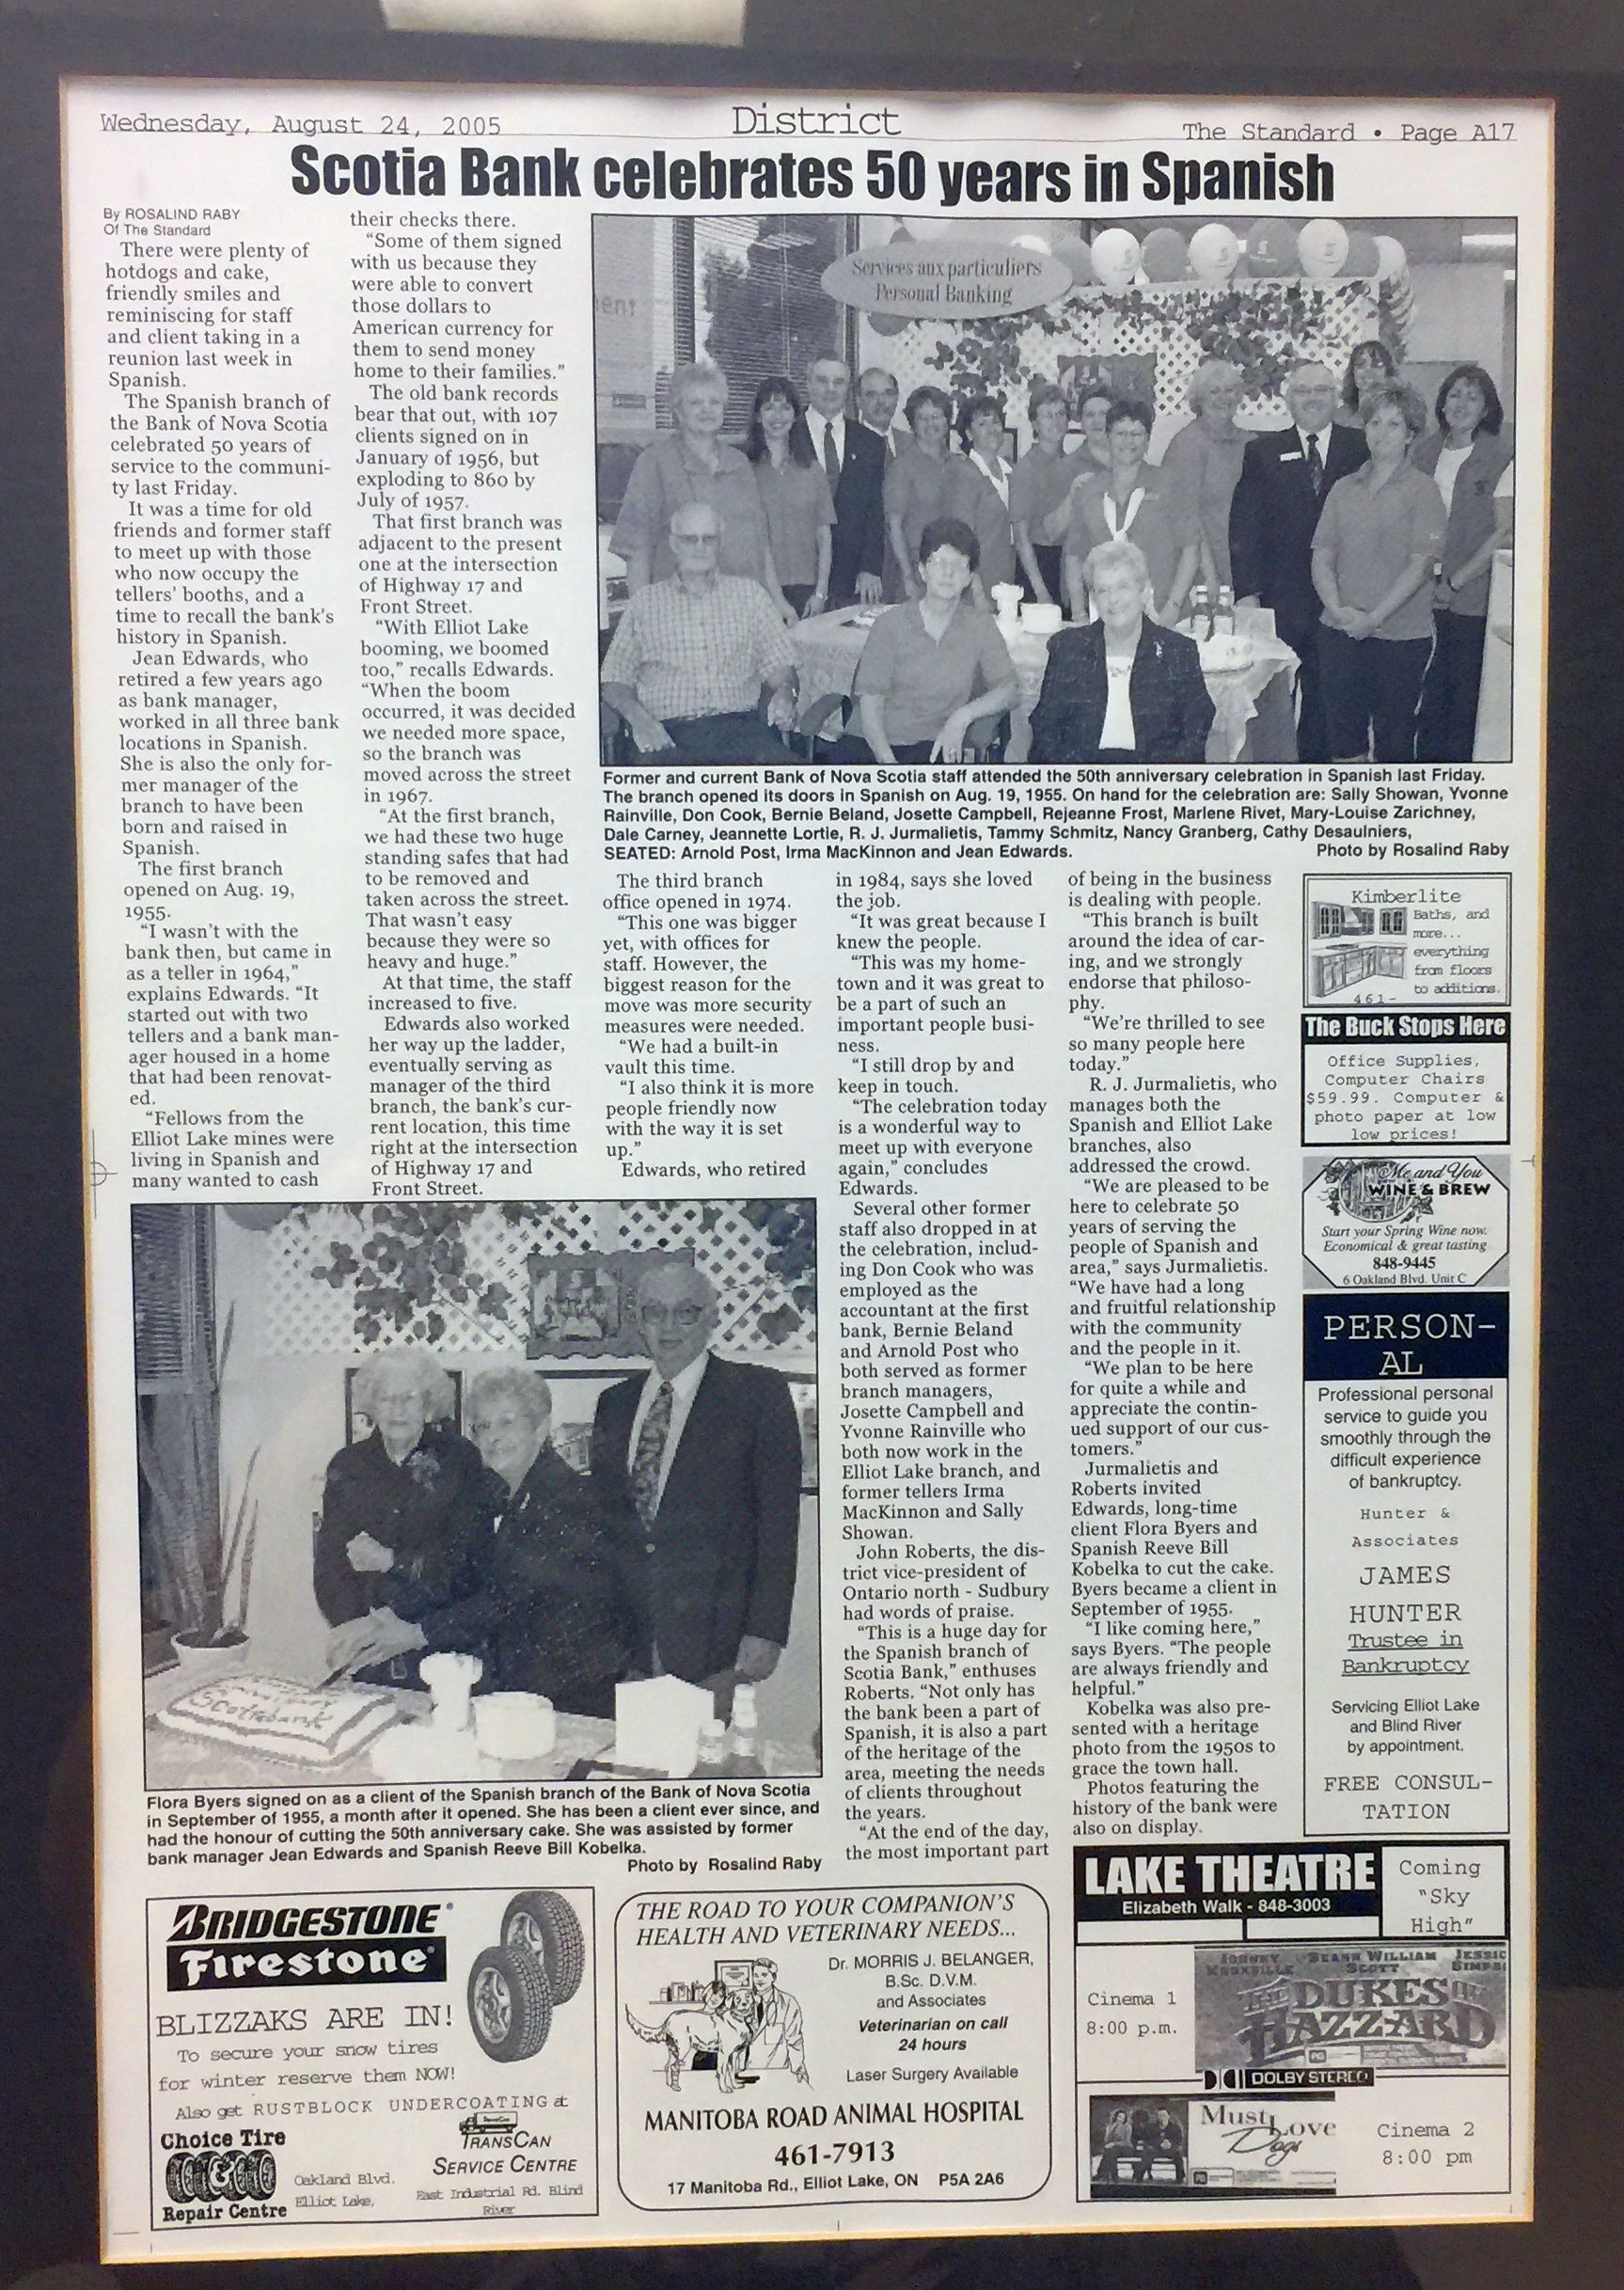 Wednesday, August 24, 2005
District
The Standard • Page A17
Scotia Bank celebrates 50 years in Spanish
By ROSALIND RABY
Of The Standard
There were plenty of
hotdogs and cake,
friendly smiles and
reminiscing for staff
and client taking in a
reunion last week in
Spanish.
The Spanish branch of
the Bank of Nova Scotia
celebrated 50 years of
service to the communi-
ty last Friday.
It was a time for old
friends and former staff
to meet up with those
who now occupy the
tellers' booths, and a
time to recall the bank's
history in Spanish.
Jean Edwards, who
retired a few years ago
as bank manager,
worked in all three bank
locations in Spanish.
She is also the only for-
mer manager of the
branch to have been
born and raised in
Spanish.
The first branch
opened on Aug. 19,
1955.
"I wasn't with the
bank then, but came in
as a teller in 1964,"
explains Edwards. "It
started out with two
tellers and a bank man-
ager housed in a home
that had been renovat-
ed.
"Fellows from the
Elliot Lake mines were
living in Spanish and
many wanted to cash
their checks there.
"Some of them signed
with us because they
were able to convert
those dollars to
American currency for
them to send money
home to their families."
The old bank records
bear that out, with 107
clients signed on in
January of 1956, but
exploding to 860 by
July of 1957.
That first branch was
adjacent to the present
one at the intersection
of Highway 17 and
Front Street.
"With Elliot Lake
booming, we boomed
too," recalls Edwards.
"When the boom
occurred, it was decided
we needed more space,
so the branch was
moved across the street
in 1967.
"At the first branch,
we had these two huge
standing safes that had
to be removed and
taken across the street.
That wasn't easy
because they were so
heavy and huge."
At that time, the staff
increased to five.
Edwards also worked
her way up the ladder,
eventually serving as
manager of the third
branch, the bank's cur-
rent location, this time
right at the intersection
of Highway 17 and
Front Street.
Services aux particuliers
Personal Banking
Former and current Bank of Nova Scotia staff attended the 50th anniversary celebration in Spanish last Friday.
The branch opened its doors in Spanish on Aug. 19, 1955. On hand for the celebration are: Sally Showan, Yvonne
Rainville, Don Cook, Bernie Beland, Josette Campbell, Rejeanne Frost, Marlene Rivet, Mary-Louise Zarichney,
Dale Carney, Jeannette Lortie, R. J. Jurmalietis, Tammy Schmitz, Nancy Granberg, Cathy Desaulniers,
SEATED: Arnold Post, Irma MacKinnon and Jean Edwards.
Photo by Rosalind Raby
The third branch
office opened in 1974.
"This one was bigger
yet, with offices for
staff. However, the
biggest reason for the
move was more security
measures were needed.
"We had a built-in
vault this time.
"I also think it is more
people friendly now
with the way it is set
up."
Edwards, who retired
in 1984, says she loved
the job.
"It was great because I
knew the people.
"This was my home-
town and it was great to
be a part of such an
important people busi-
ness.
"I still drop by and
keep in touch.
"The celebration today
is a wonderful way to
meet up with everyone
again," concludes
Edwards.
Several other former
staff also dropped in at
the celebration, includ-
ing Don Cook who was
employed as the
accountant at the first
bank, Bernie Beland
and Arnold Post who
both served as former
branch managers,
Josette Campbell and
Yvonne Rainville who
both now work in the
Elliot Lake branch, and
former tellers Irma
MacKinnon and Sally
Showan.
John Roberts, the dis-
trict vice-president of
Ontario north - Sudbury
had words of praise.
"This is a huge day for
the Spanish branch of
Scotia Bank," enthuses
Roberts. "Not only has
the bank been a part of
Spanish, it is also a part
of the heritage of the
area, meeting the needs
of clients throughout
the years.
"At the end of the day,
the most important part
of being in the business
is dealing with people.
"This branch is built
around the idea of car-
ing, and we strongly
endorse that philoso-
phy.
"We're thrilled to see
so many people here
today."
R. J. Jurmalietis, who
manages both the
Spanish and Elliot Lake
branches, also
addressed the crowd.
"We are pleased to be
here to celebrate 50
years of serving the
people of Spanish and
area," says Jurmalietis.
"We have had a long
and fruitful relationship
with the community
and the people in it.
"We plan to be here
for quite a while and
appreciate the contin-
ued support of our cus-
tomers."
Jurmalietis and
Roberts invited
Edwards, long-time
client Flora Byers and
Spanish Reeve Bill
Kobelka to cut the cake.
Byers became a client in
September of 1955.
"I like coming here,"
says Byers. "The people
are always friendly and
helpful."
Kobelka was also pre-
sented with a heritage
photo from the 1950s to
grace the town hall.
Photos featuring the
history of the bank were
also on display.
Scotiabank
Flora Byers signed on as a client of the Spanish branch of the Bank of Nova Scotia
in September of 1955, a month after it opened. She has been a client ever since, and
had the honour of cutting the 50th anniversary cake. She was assisted by former
bank manager Jean Edwards and Spanish Reeve Bill Kobelka.
Photo by Rosalind Raby
Kimberlite
Baths, and
more...
everything
from floors
to additions.
461-
The Buck Stops Here
Office Supplies,
Computer Chairs
$59.99. Computer &
photo paper at low
low prices!
Me and You
WINE & BREW
Start your Spring Wine now.
Economical & great tasting
848-9445
6 Oakland Blvd. Unit C
PERSON-
AL
Professional personal
service to guide you
smoothly through the
difficult experience
of bankruptcy.
Hunter &
Associates
JAMES
HUNTER
Trustee in
Bankruptcy
Servicing Elliot Lake
and Blind River
by appointment.
FREE CONSUL-
TATION
BRIDGESTONE
Firestone
BLIZZAKS ARE IN!
To secure your snow tires
for winter reserve them NOW!
Also get RUSTBLOCK UNDERCOATING at
Choice Tire
Repair Centre
Oakland Blvd.
Elliot Lake,
TRANSCAN
SERVICE CENTRE
East Industrial Rd. Blind
River
THE ROAD TO YOUR COMPANION'S
HEALTH AND VETERINARY NEEDS...
Dr. MORRIS J. BELANGER,
B.Sc. D.V.M.
and Associates
Veterinarian on call
24 hours
Laser Surgery Available
MANITOBA ROAD ANIMAL HOSPITAL
461-7913
17 Manitoba Rd., Elliot Lake, ON P5A 2A6
LAKE THEATRE
Elizabeth Walk - 848-3003
Coming
"Sky
High"
Cinema 1
8:00 p.m.
JOHNNY KNOXVILLE SEANN WILLIAM SCOTT
THE DUKES OF
HAZZARD
PG
DOLBY STEREO
Must Love
Dogs
PG
Cinema 2
8:00 pm